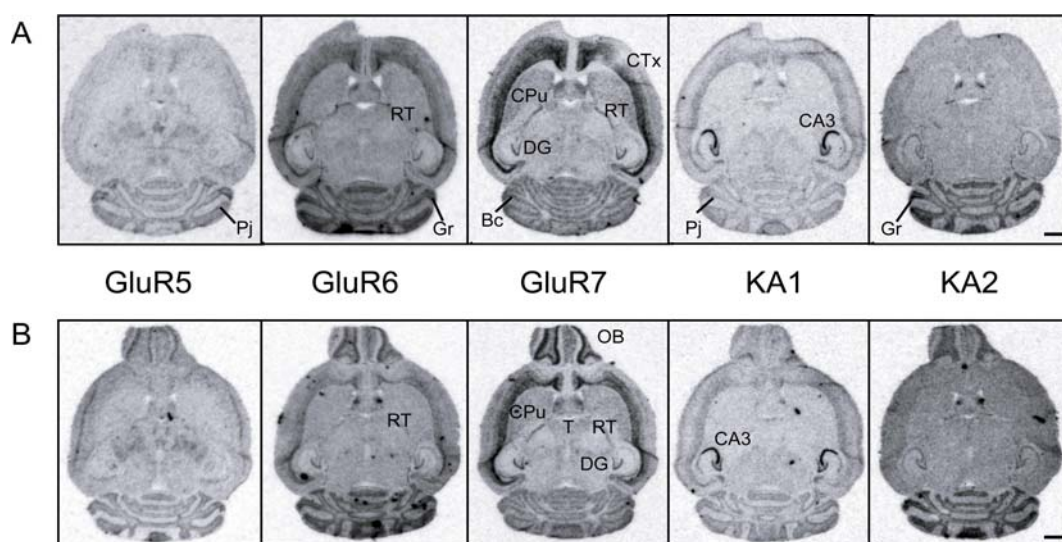 A
RT
CTx
CPu
RT
CA3
DG
Pj
Gr
Bc
Pj
Gr
GluR5 GluR6 GluR7 KA1 KA2
B
OB
CPu
RT
T
RT
CA3
DG